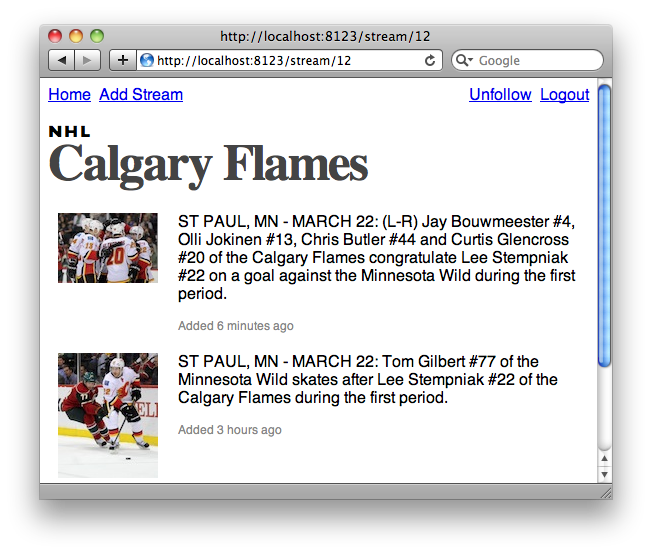 http://localhost:8123/stream/12
http://localhost:8123/stream/12
Google
Home Add Stream
Unfollow Logout
NHL
Calgary Flames
ST PAUL, MN - MARCH 22: (L-R) Jay Bouwmeester #4,
Olli Jokinen #13, Chris Butler #44 and Curtis Glencross
#20 of the Calgary Flames congratulate Lee Stempniak
#22 on a goal against the Minnesota Wild during the first
period.
Added 6 minutes ago
ST PAUL, MN - MARCH 22: Tom Gilbert #77 of the
Minnesota Wild skates after Lee Stempniak #22 of the
Calgary Flames during the first period.
Added 3 hours ago